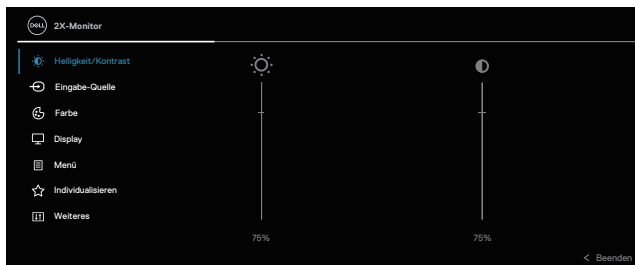 DELL 2X-Monitor
Helligkeit/Kontrast
Eingabe-Quelle
Farbe
Display
Menü
Individualisieren
Weiteres
75% 75%
< Beenden